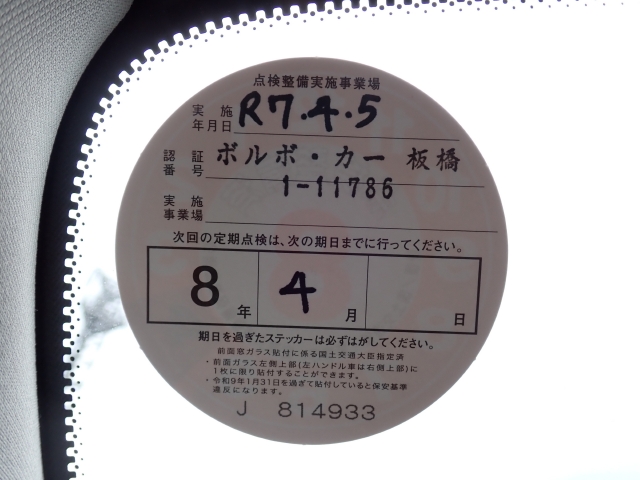 点検整備実施事業場
実施年月日 R7.4.5
認証番号 ボルボ・カー 板橋
1-11786
実施事業場
次回の定期点検は、次の期日までに行ってください。
8年 4月 日
期日を過ぎたステッカーは必ずはがしてください。
前面窓ガラス貼付に係る国土交通大臣指定済
・前面ガラス左側上部(左ハンドル車は右側上部)に
1枚に限り貼付することができます。
・令和9年1月31日を過ぎて貼付していると保安基準
違反になります。
J 814933